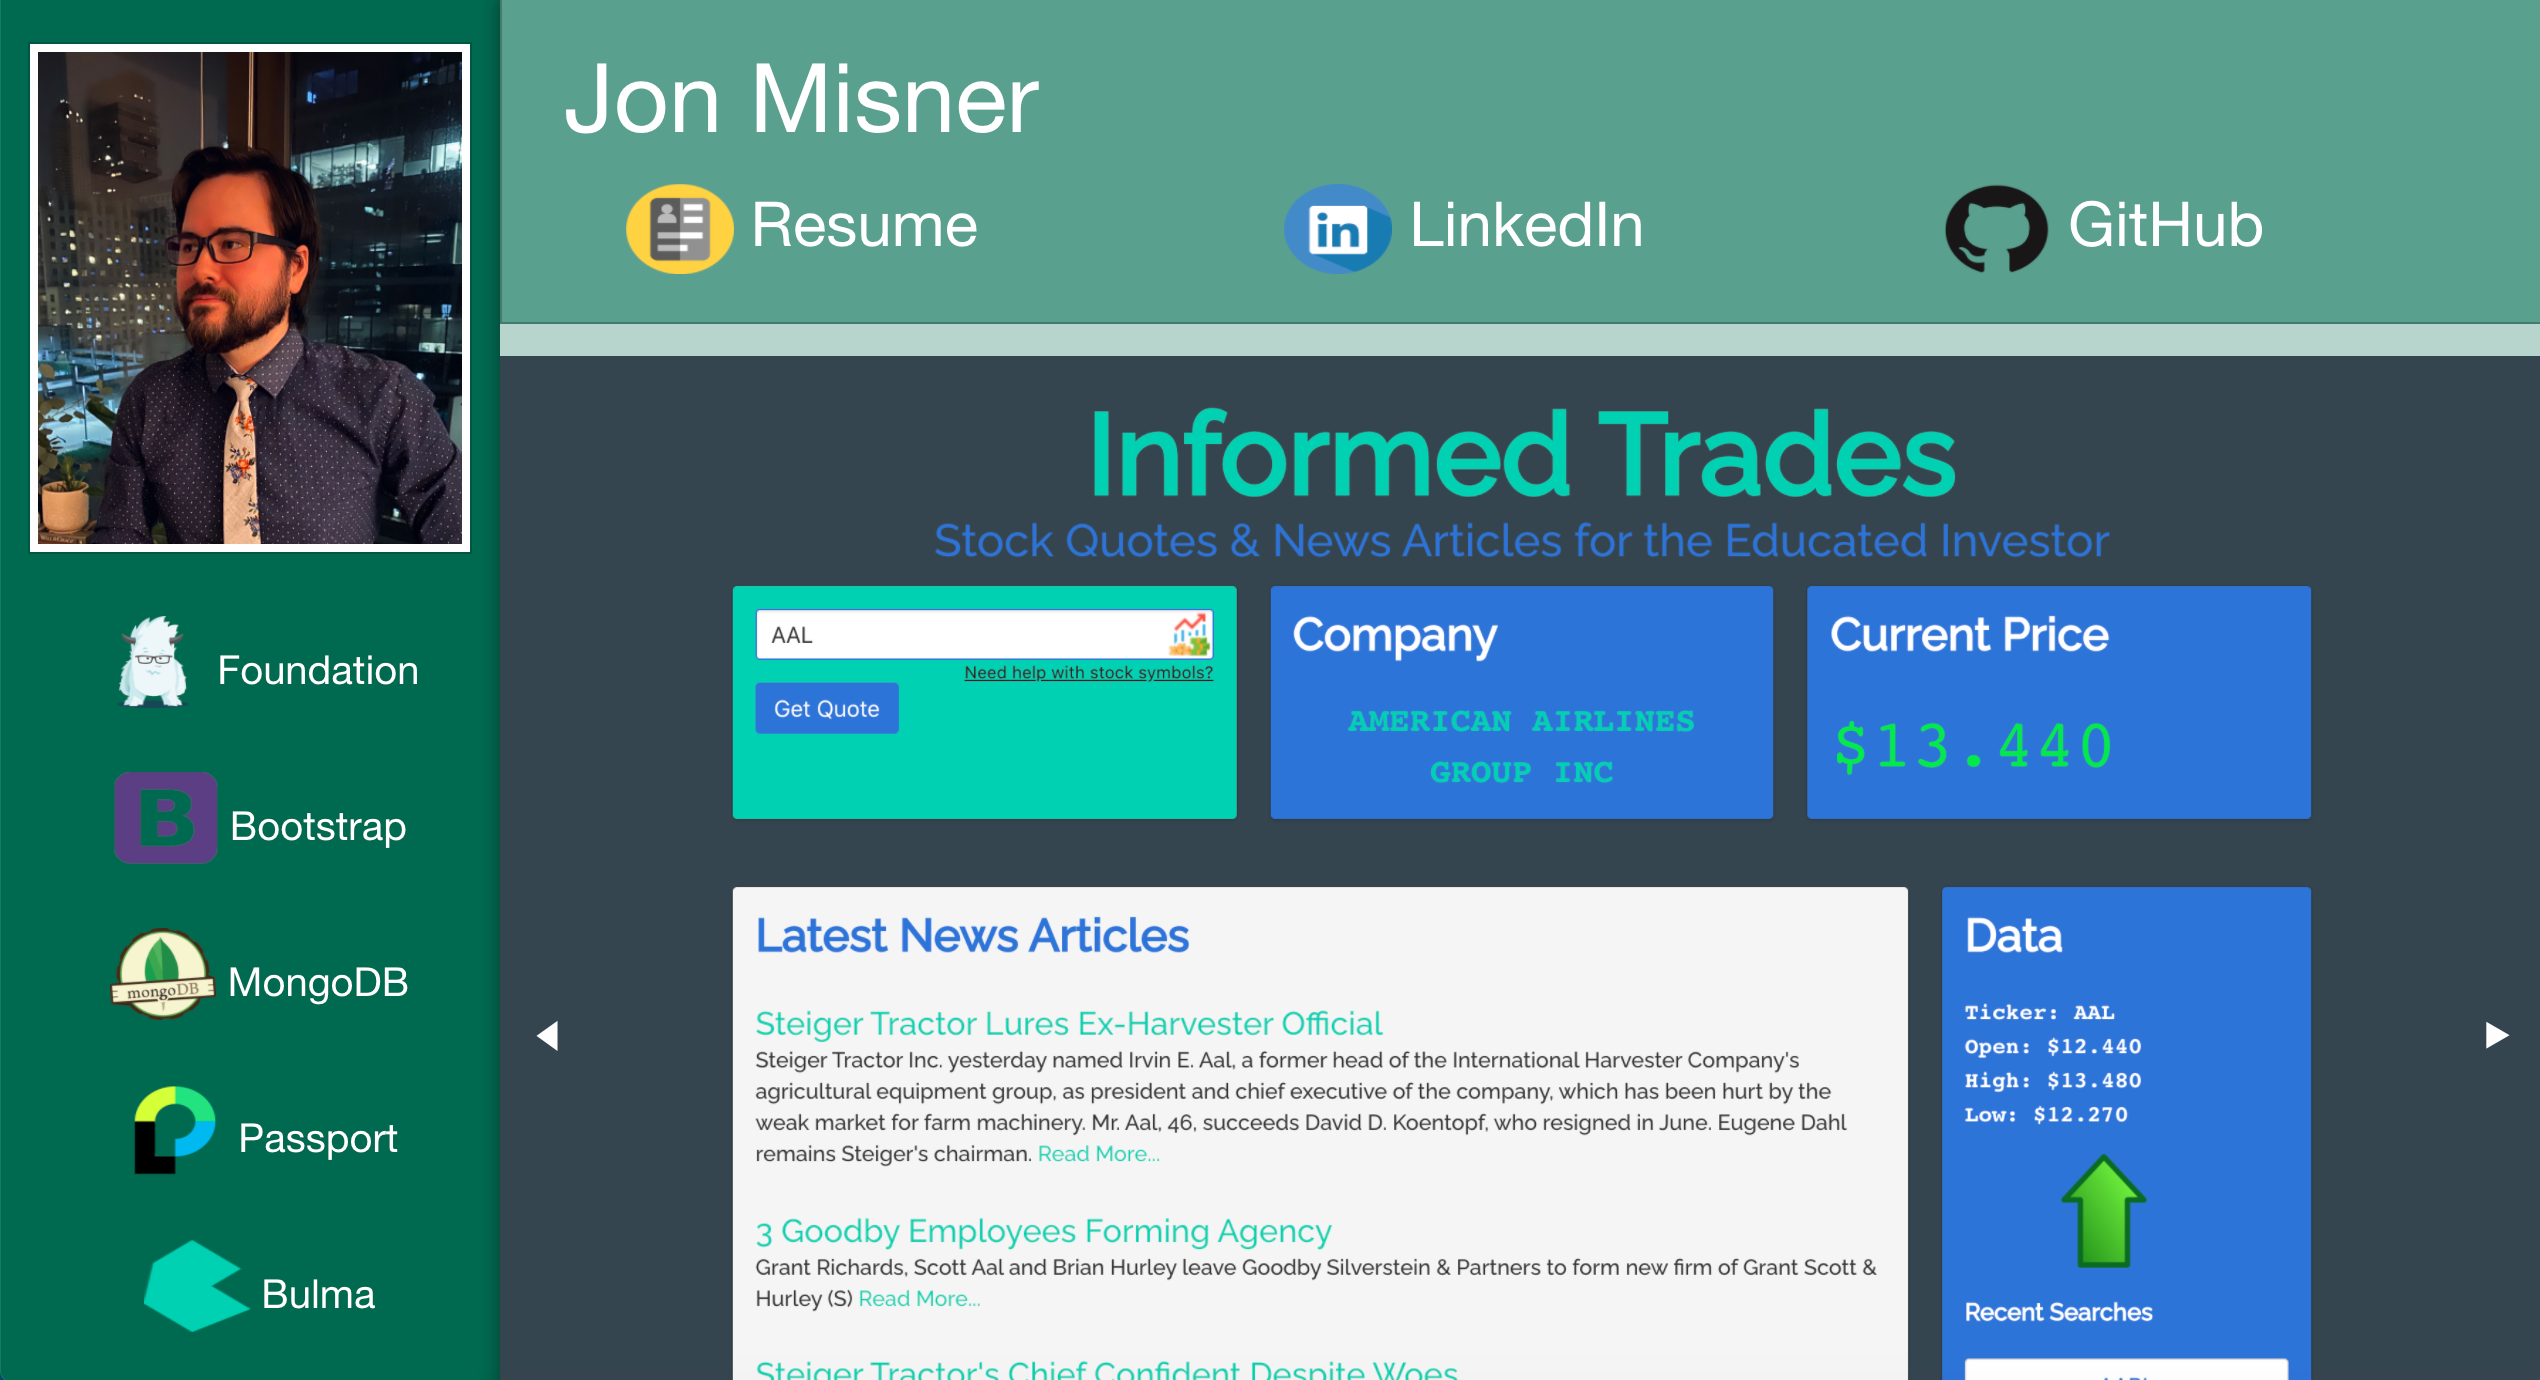 Jon Misner
Resume
LinkedIn
GitHub
Foundation
Bootstrap
mongoDB
MongoDB
Passport
Bulma
Informed Trades
Stock Quotes & News Articles for the Educated Investor
AAL
Need help with stock symbols?
Get Quote
Company
AMERICAN AIRLINES
GROUP INC
Current Price
$13.440
Latest News Articles
Steiger Tractor Lures Ex-Harvester Official
Steiger Tractor Inc. yesterday named Irvin E. Aal, a former head of the International Harvester Company's
agricultural equipment group, as president and chief executive of the company, which has been hurt by the
weak market for farm machinery. Mr. Aal, 46, succeeds David D. Koentopf, who resigned in June. Eugene Dahl
remains Steiger's chairman. Read More...
3 Goodby Employees Forming Agency
Grant Richards, Scott Aal and Brian Hurley leave Goodby Silverstein & Partners to form new firm of Grant Scott &
Hurley (S) Read More...
Steiger Tractor's Chief Confident Despite Woes
Data
Ticker: AAL
Open: $12.440
High: $13.480
Low: $12.270
Recent Searches